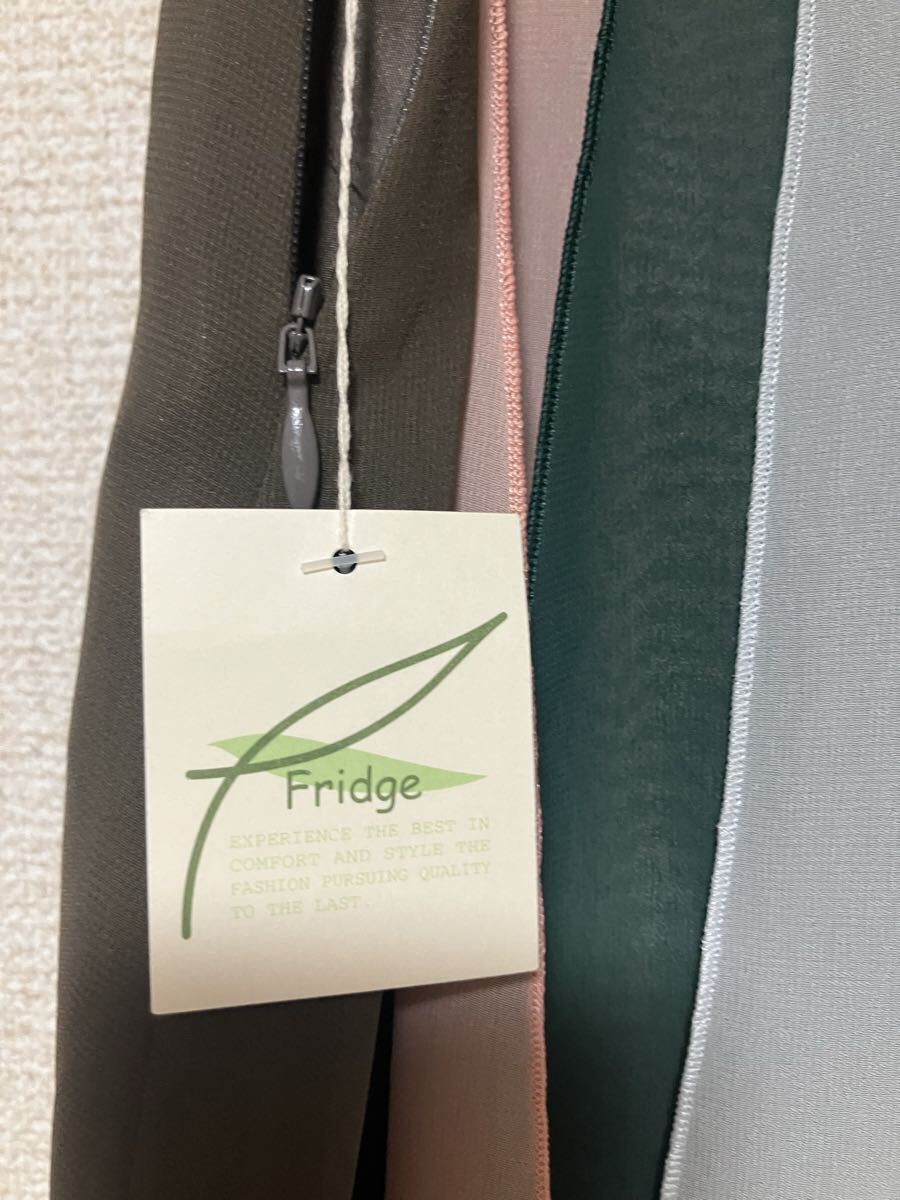 Fridge
EXPERIENCE THE BEST IN
COMFORT AND STYLE THE
FASHION PURSUING QUALITY
TO THE LAST.